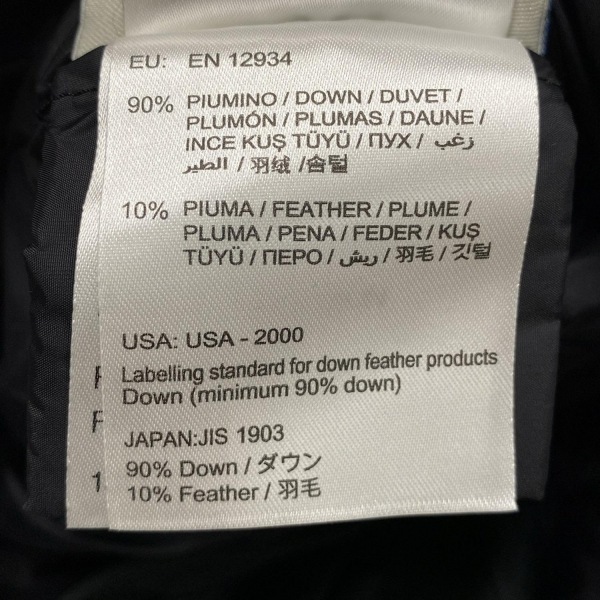 EU: EN 12934
90% PIUMINO / DOWN / DUVET /
PLUMÓN / PLUMAS / DAUNE /
INCE KUŞ TÜYÜ / ПУХ / زغب
الطير / 羽绒 /솜털
10% PIUMA / FEATHER / PLUME /
PLUMA / PENA / FEDER / KUŞ
TÜYÜ / ПЕРО / ريش / 羽毛 / 깃털
USA: USA - 2000
Labelling standard for down feather products
Down (minimum 90% down)
JAPAN:JIS 1903
90% Down / ダウン
10% Feather / 羽毛